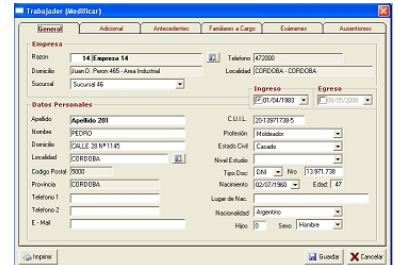 Trabajador (Modificar)
General Adicional Antecedentes Familiares a Cargo Exámenes Ausentismos
Empresa
Razon 14 Empresa 14 Telefono 472000
Domicilio Juan D. Peron 465 - Area Industrial Localidad CORDOBA - CORDOBA
Sucursal Sucursal 46
Ingreso Egreso
01/04/1983 09/05/2008
Datos Personales
Apellido Apellido 201 C.U.I.L. 20-13971738-5
Nombre PEDRO Profesión Moldeador
Domicilio CALLE 28 Nº 1145 Estado Civil Casado
Localidad CORDOBA Nivel Estudio
Codigo Postal 5000 Tipo Doc: DNI Nro 13.971.738
Provincia CORDOBA Nacimiento 02/07/1960 Edad: 47
Telefono 1 Lugar de Nac.
Telefono 2 Nacionalidad Argentino
E - Mail Hijos 0 Sexo Hombre
Imprimir Guardar Cancelar